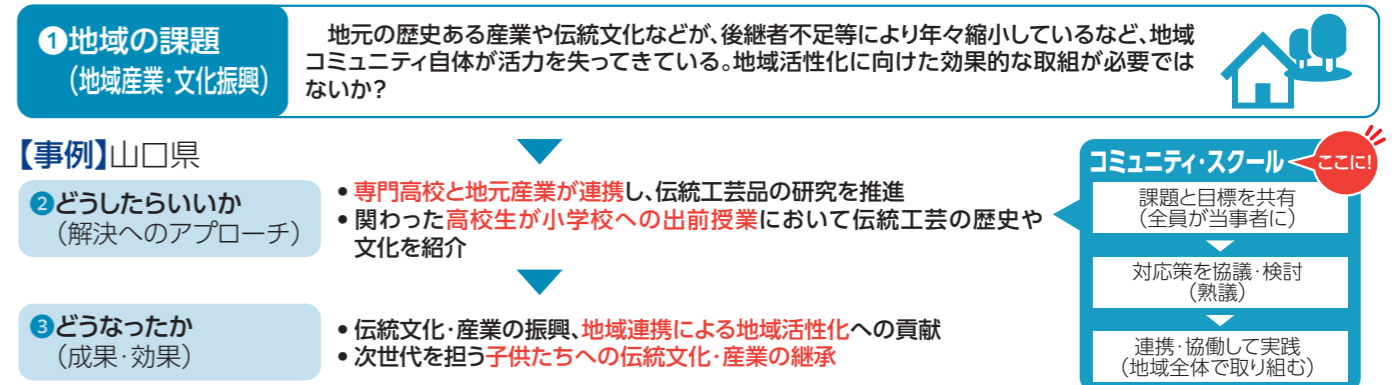 ❶地域の課題
(地域産業・文化振興)
地元の歴史ある産業や伝統文化などが、後継者不足等により年々縮小しているなど、地域
コミュニティ自体が活力を失ってきている。地域活性化に向けた効果的な取組が必要では
ないか？
【事例】山口県
❷どうしたらいいか
(解決へのアプローチ)
• 専門高校と地元産業が連携し、伝統工芸品の研究を推進
• 関わった高校生が小学校への出前授業において伝統工芸の歴史や
文化を紹介
❸どうなったか
(成果・効果)
• 伝統文化・産業の振興、地域連携による地域活性化への貢献
• 次世代を担う子供たちへの伝統文化・産業の継承
コミュニティ・スクール
ここに!
課題と目標を共有
(全員が当事者に)
対応策を協議・検討
(熟議)
連携・協働して実践
(地域全体で取り組む)